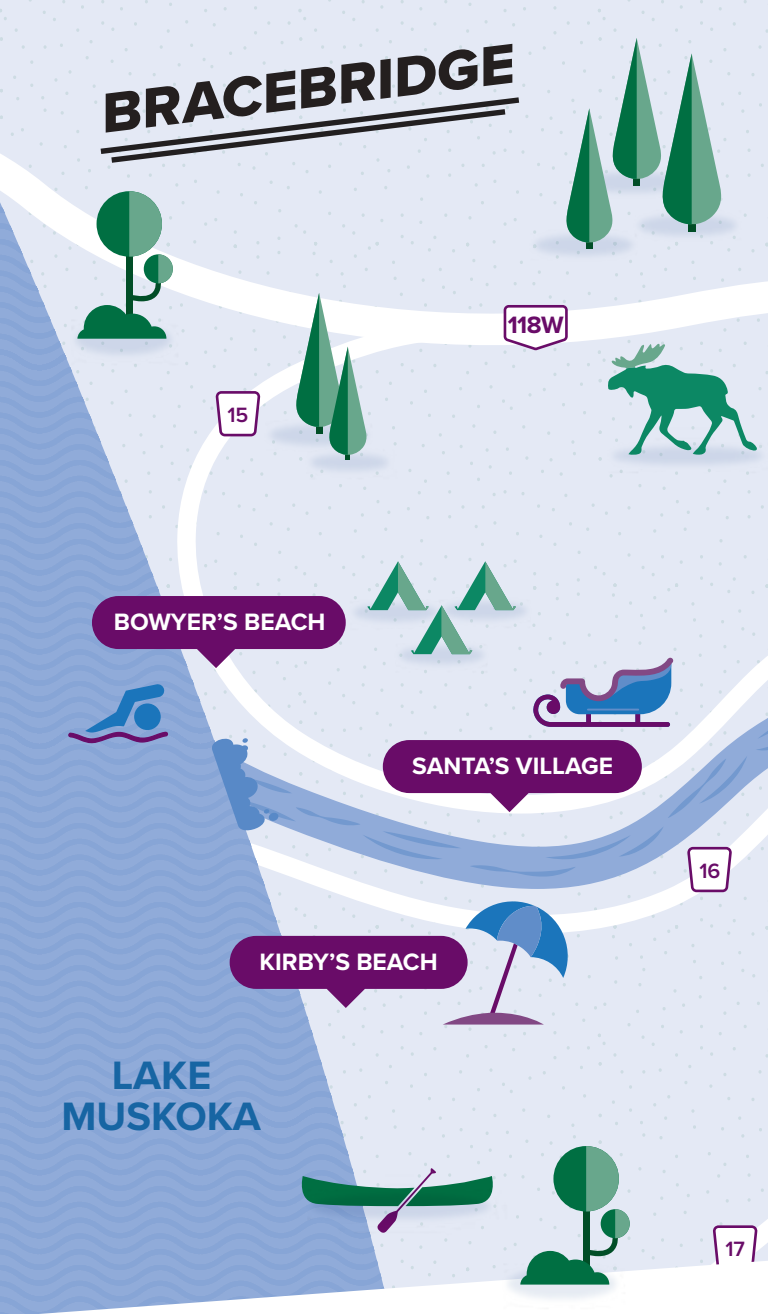 BRACEBRIDGE
118W
15
BOWYER’S BEACH
SANTA’S VILLAGE
16
KIRBY’S BEACH
LAKE
MUSKOKA
17